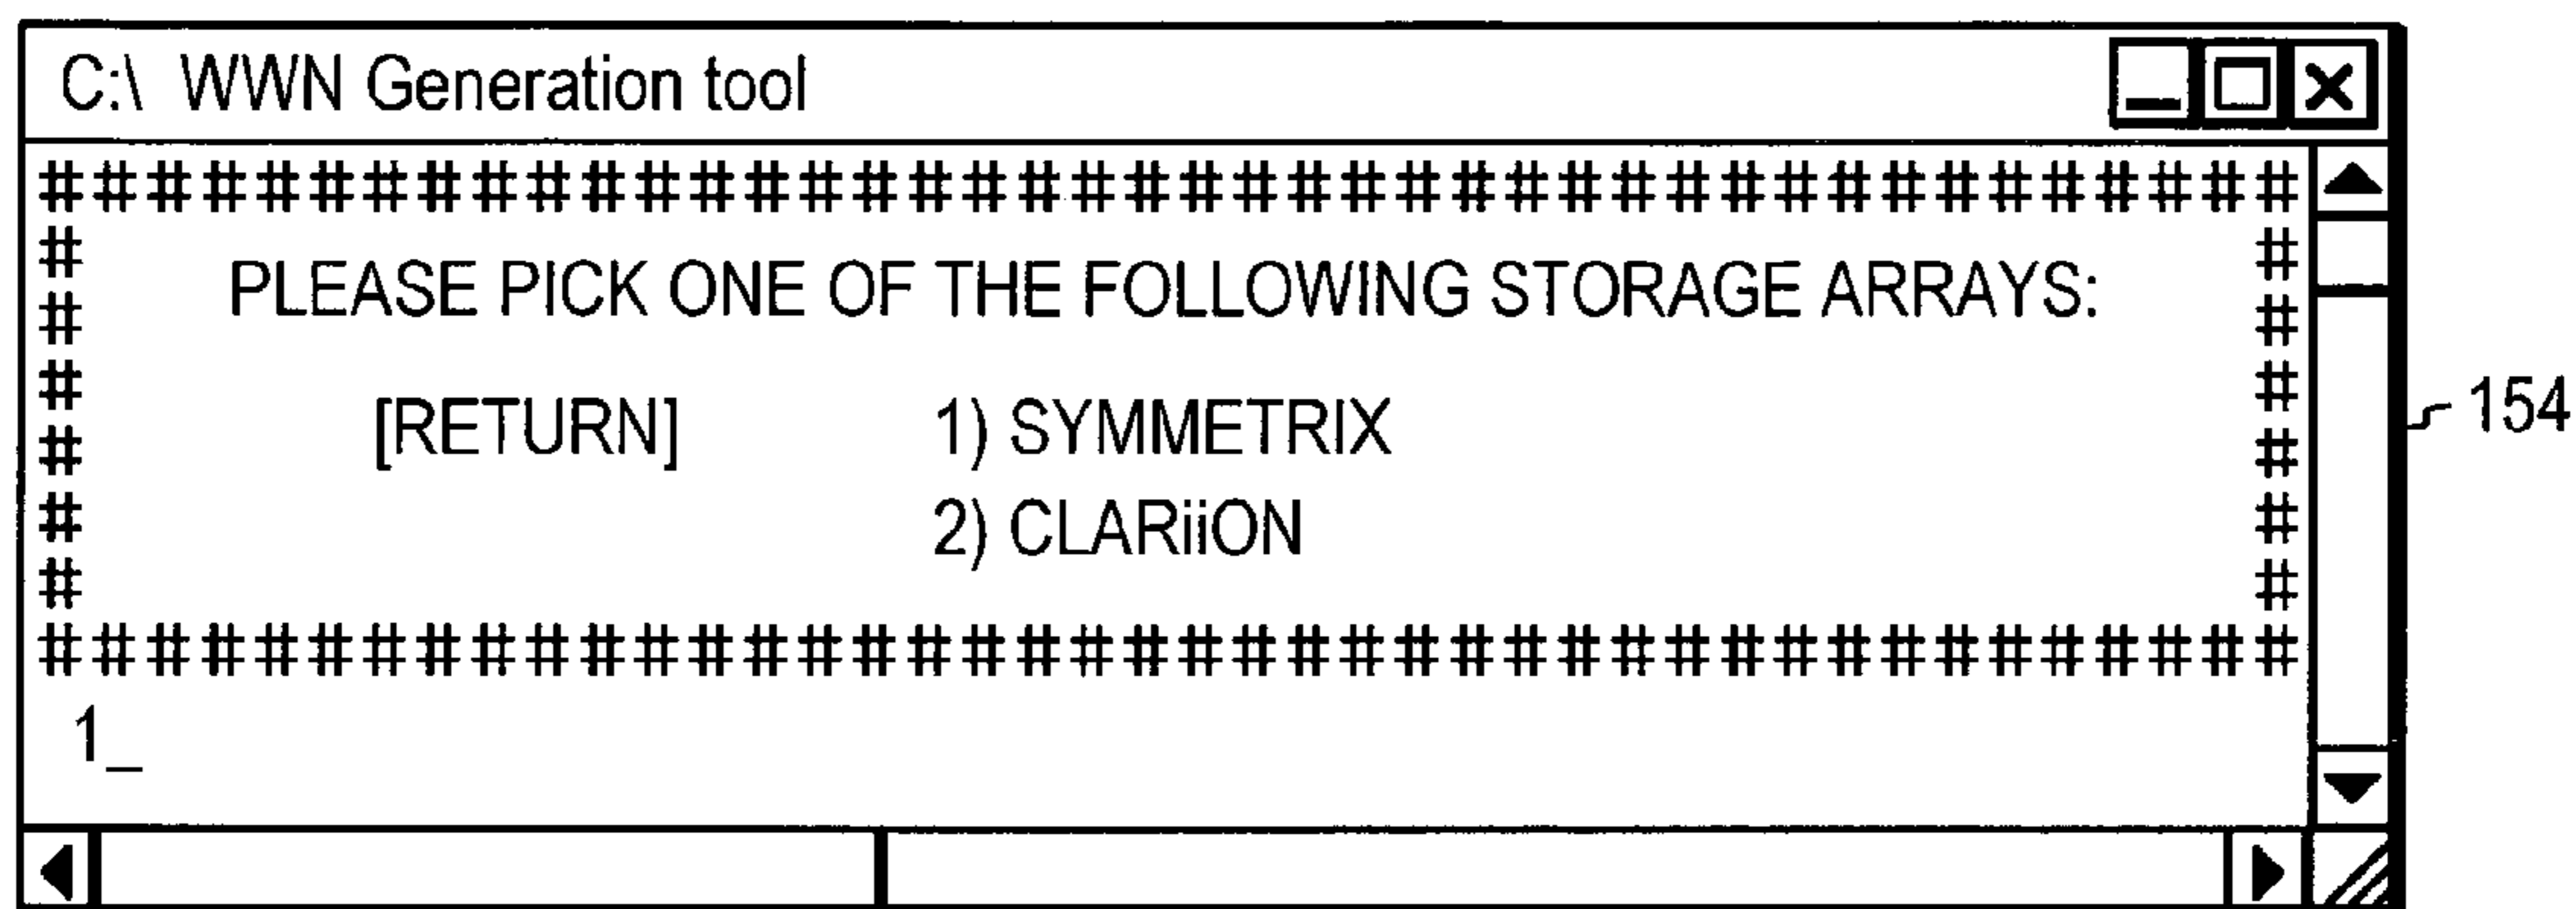 C:\ WWN Generation tool
##########################################
# PLEASE PICK ONE OF THE FOLLOWING STORAGE ARRAYS: #
# #
# [RETURN] 1) SYMMETRIX #
# #
# 2) CLARiiON #
# #
##########################################
1_
154